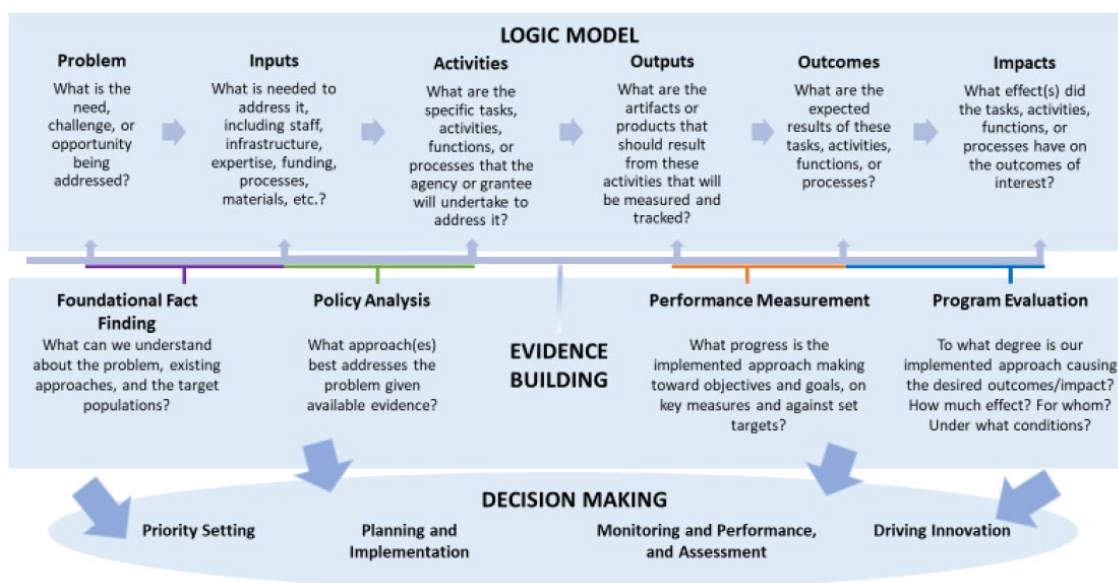 LOGIC MODEL
Problem
What is the
need,
challenge, or
opportunity
being
addressed?
Inputs
What is needed to
address it,
including staff,
infrastructure,
expertise, funding,
processes,
materials, etc.?
Activities
What are the
specific tasks,
activities,
functions, or
processes that the
agency or grantee
will undertake to
address it?
Outputs
What are the
artifacts or
products that
should result
from these
activities that will
be measured and
tracked?
Outcomes
What are the
expected
results of these
tasks, activities,
functions, or
processes?
Impacts
What effect(s) did
the tasks, activities,
functions, or
processes have on
the outcomes of
interest?
Foundational Fact
Finding
What can we understand
about the problem, existing
approaches, and the target
populations?
Policy Analysis
What approach(es)
best addresses the
problem given
available evidence?
EVIDENCE
BUILDING
Performance Measurement
What progress is the
implemented approach making
toward objectives and goals, on
key measures and against set
targets?
Program Evaluation
To what degree is our
implemented approach causing
the desired outcomes/impact?
How much effect? For whom?
Under what conditions?
DECISION MAKING
Priority Setting
Planning and
Implementation
Monitoring and Performance,
and Assessment
Driving Innovation